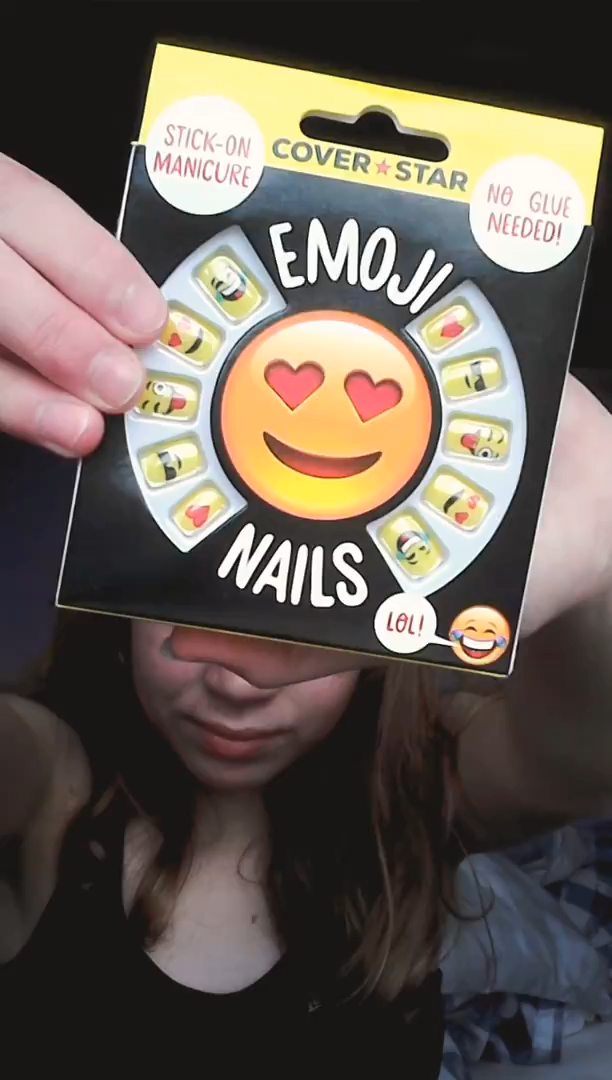 STICK-ON
MANICURE
COVER★STAR
NO GLUE
NEEDED!
EMOJI
NAILS
LOL!